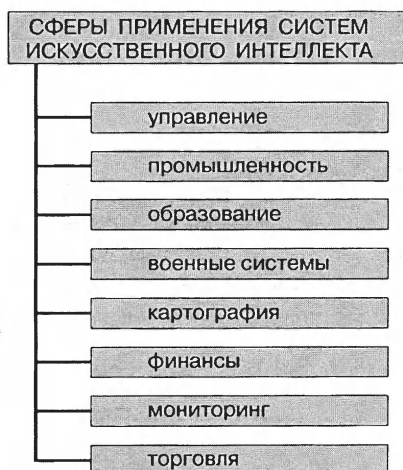 СФЕРЫ ПРИМЕНЕНИЯ СИСТЕМ
ИСКУССТВЕННОГО ИНТЕЛЛЕКТА
управление
промышленность
образование
военные системы
картография
финансы
мониторинг
торговля